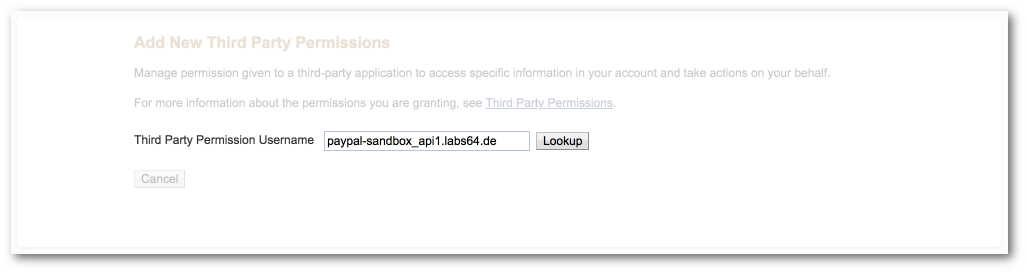 Add New Third Party Permissions
Manage permission given to a third-party application to access specific information in your account and take actions on your behalf.
For more information about the permissions you are granting, see Third Party Permissions.
Third Party Permission Username paypal-sandbox_api1.labs64.de Lookup
Cancel